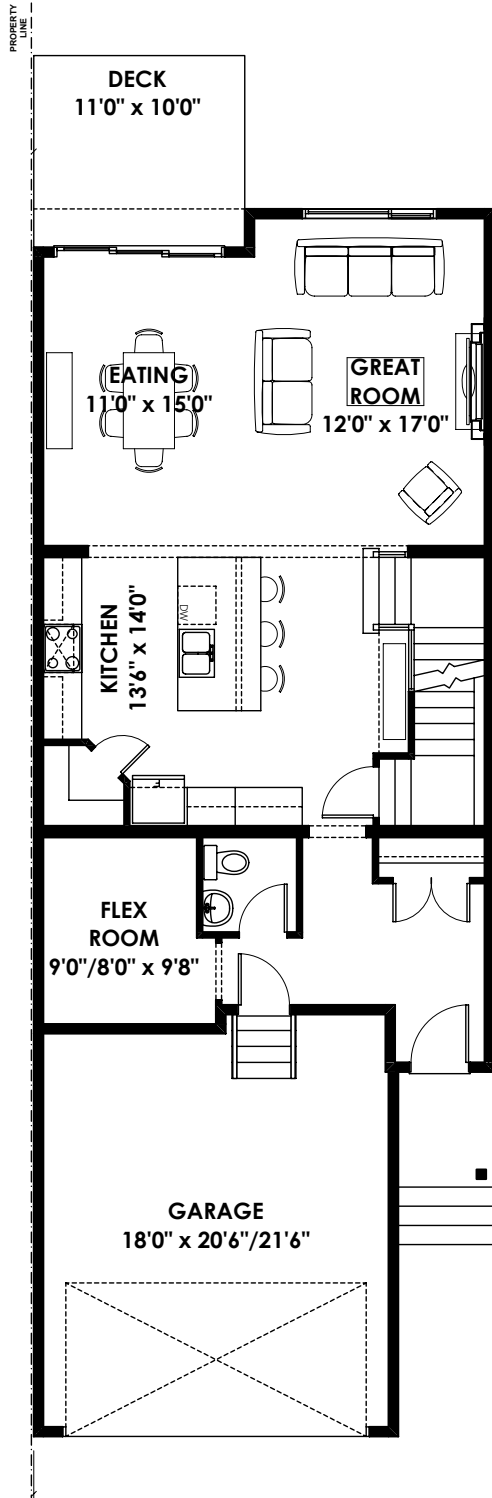 PROPERTY
LINE
DECK
11'0" x 10'0"
EATING
11'0" x 15'0"
GREAT
ROOM
12'0" x 17'0"
KITCHEN
13'6" x 14'0"
DW
F
FLEX
ROOM
9'0"/8'0" x 9'8"
GARAGE
18'0" x 20'6"/21'6"